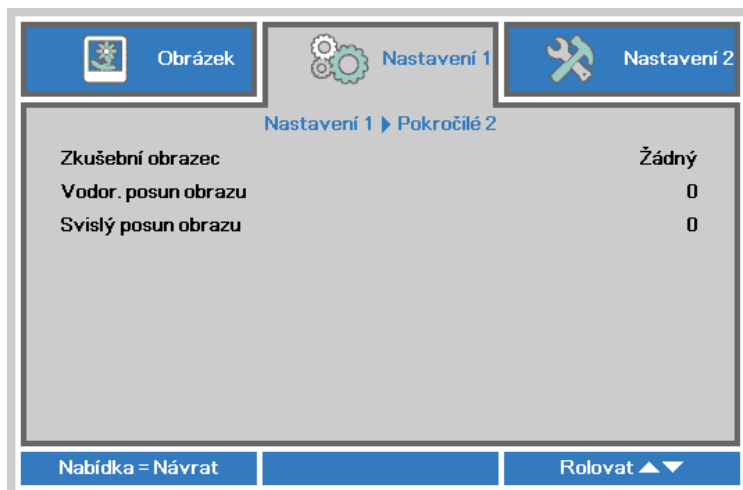 Obrázek
Nastavení 1
Nastavení 2
Nastavení 1 ▶ Pokročilé 2
Zkušební obrazec Žádný
Vodor. posun obrazu 0
Svislý posun obrazu 0
Nabídka = Návrat
Rolovat ▲▼